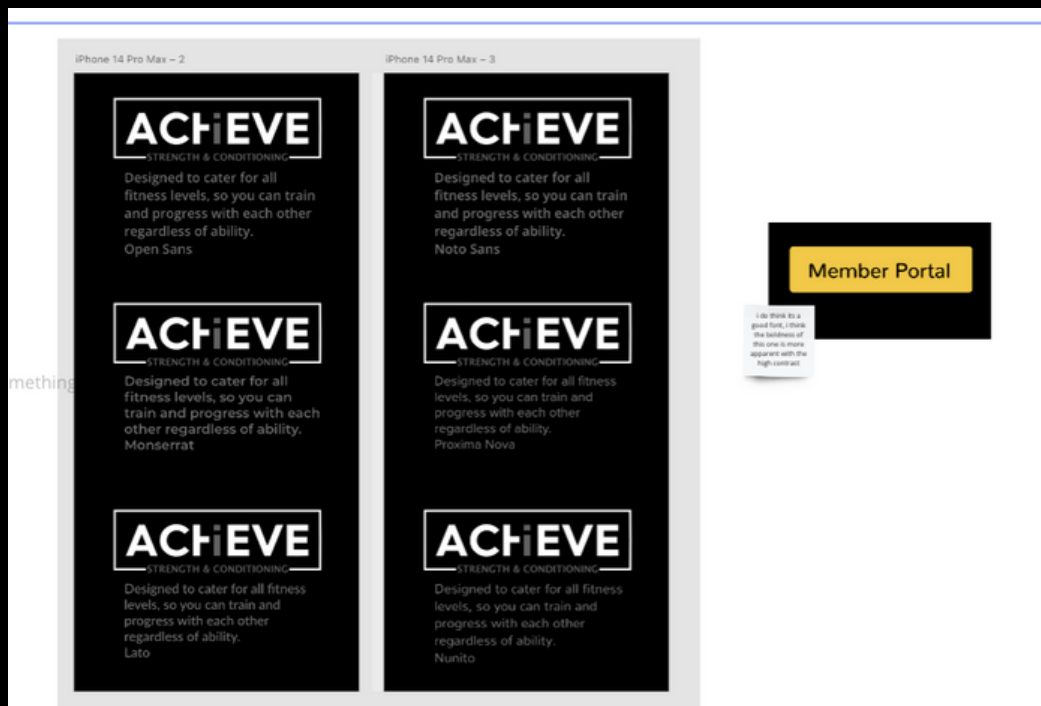 iPhone 14 Pro Max – 2
ACHiEVE
STRENGTH & CONDITIONING
Designed to cater for all
fitness levels, so you can train
and progress with each other
regardless of ability.
Open Sans
ACHiEVE
STRENGTH & CONDITIONING
Designed to cater for all
fitness levels, so you can
train and progress with each
other regardless of ability.
Monserrat
ACHiEVE
STRENGTH & CONDITIONING
Designed to cater for all fitness
levels, so you can train and
progress with each other
regardless of ability.
Lato
iPhone 14 Pro Max – 3
ACHiEVE
STRENGTH & CONDITIONING
Designed to cater for all
fitness levels, so you can train
and progress with each other
regardless of ability.
Noto Sans
ACHiEVE
STRENGTH & CONDITIONING
Designed to cater for all fitness
levels, so you can train and
progress with each other
regardless of ability.
Proxima Nova
ACHiEVE
STRENGTH & CONDITIONING
Designed to cater for all fitness
levels, so you can train and
progress with each other
regardless of ability.
Nunito
Member Portal
i do think its a
good font, i think
the boldness of
this one is more
apparent with the
high contrast